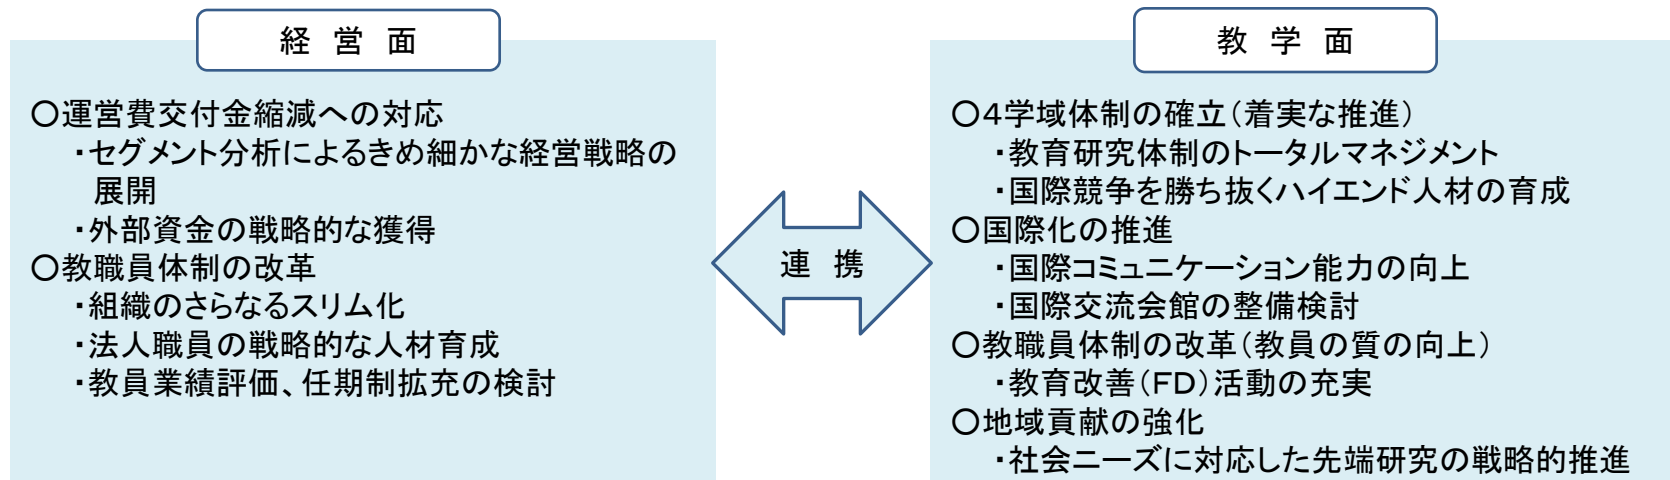 経 営 面
〇運営費交付金縮減への対応
・セグメント分析によるきめ細かな経営戦略の
展開
・外部資金の戦略的な獲得
〇教職員体制の改革
・組織のさらなるスリム化
・法人職員の戦略的な人材育成
・教員業績評価、任期制拡充の検討
連 携
教 学 面
〇４学域体制の確立（着実な推進）
・教育研究体制のトータルマネジメント
・国際競争を勝ち抜くハイエンド人材の育成
〇国際化の推進
・国際コミュニケーション能力の向上
・国際交流会館の整備検討
〇教職員体制の改革（教員の質の向上）
・教育改善（ＦＤ）活動の充実
〇地域貢献の強化
・社会ニーズに対応した先端研究の戦略的推進